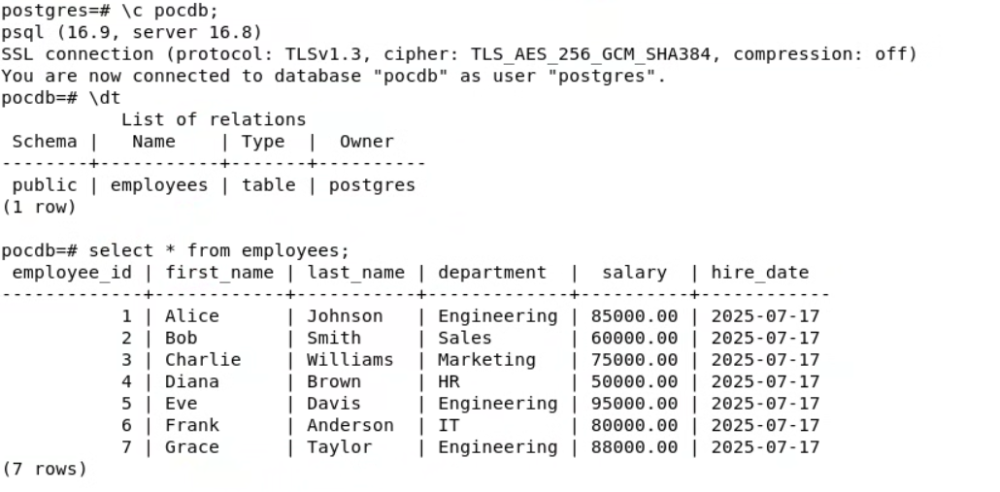 postgres=# \c pocdb;
psql (16.9, server 16.8)
SSL connection (protocol: TLSv1.3, cipher: TLS_AES_256_GCM_SHA384, compression: off)
You are now connected to database "pocdb" as user "postgres".
pocdb=# \dt
           List of relations
 Schema |   Name    | Type  |  Owner
--------+-----------+-------+----------
 public | employees | table | postgres
(1 row)

pocdb=# select * from employees;
 employee_id | first_name | last_name | department  |  salary  | hire_date
-------------+------------+-----------+-------------+----------+------------
           1 | Alice      | Johnson   | Engineering | 85000.00 | 2025-07-17
           2 | Bob        | Smith     | Sales       | 60000.00 | 2025-07-17
           3 | Charlie    | Williams  | Marketing   | 75000.00 | 2025-07-17
           4 | Diana      | Brown     | HR          | 50000.00 | 2025-07-17
           5 | Eve        | Davis     | Engineering | 95000.00 | 2025-07-17
           6 | Frank      | Anderson  | IT          | 80000.00 | 2025-07-17
           7 | Grace      | Taylor    | Engineering | 88000.00 | 2025-07-17
(7 rows)